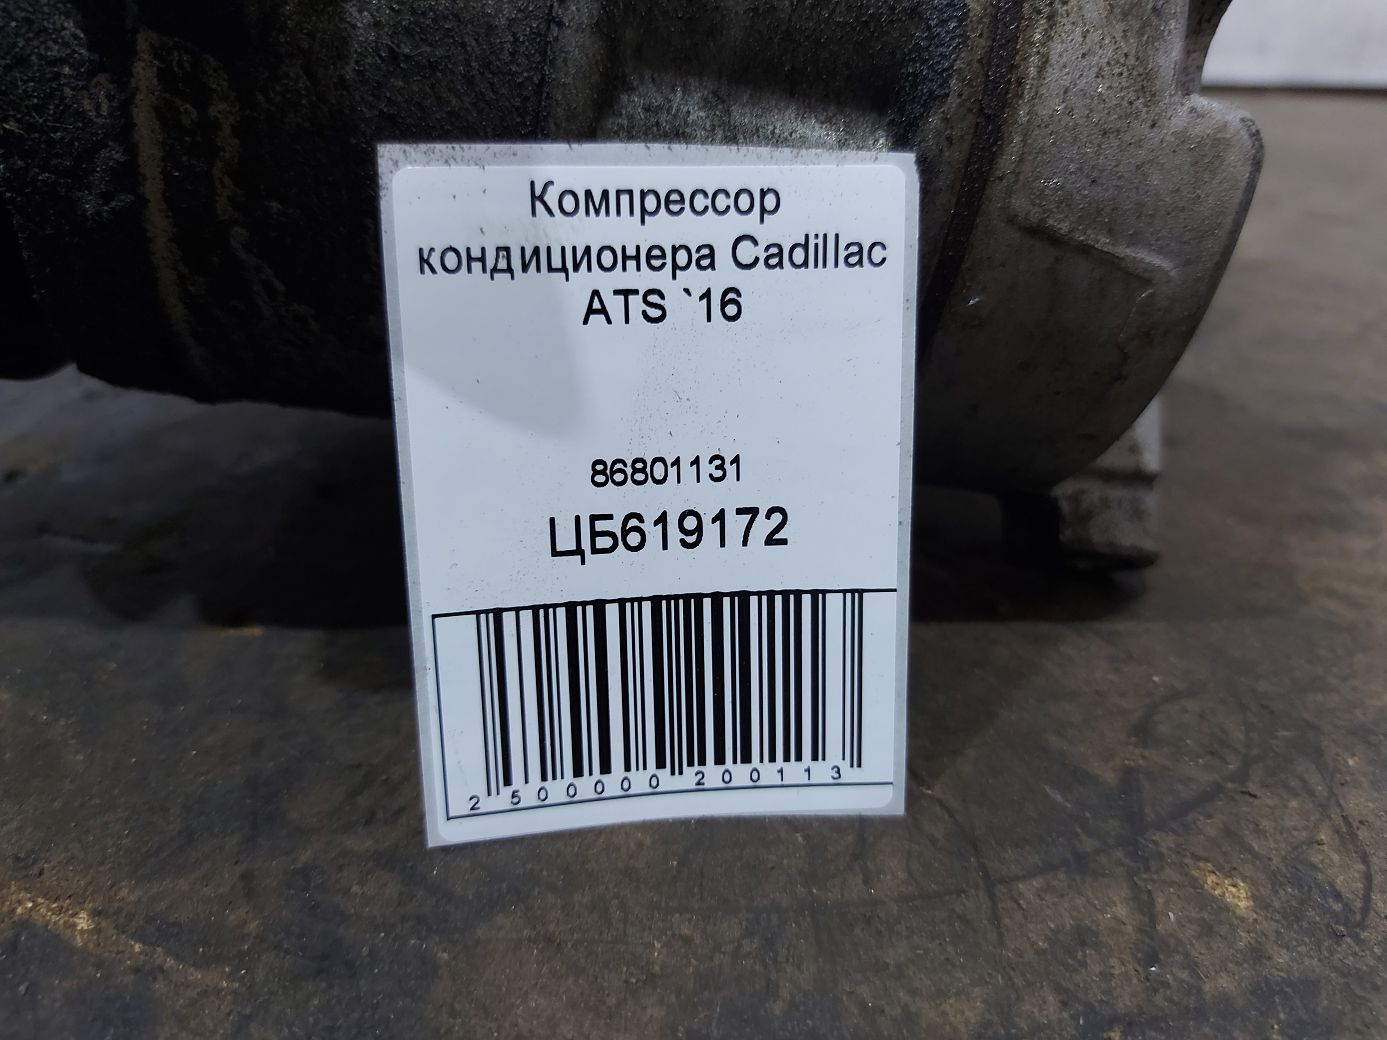 Компрессор
кондиционера Cadillac
ATS `16
86801131
ЦБ619172
2 500000 200113